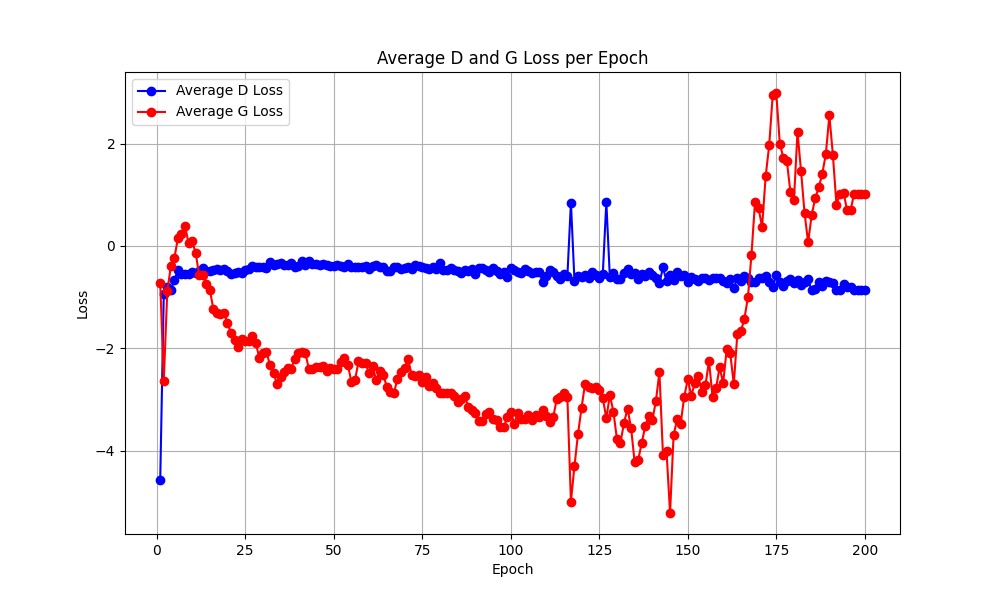 Average D and G Loss per Epoch
Average D Loss
Average G Loss
2
0
−2
−4
Loss
0 25 50 75 100 125 150 175 200
Epoch